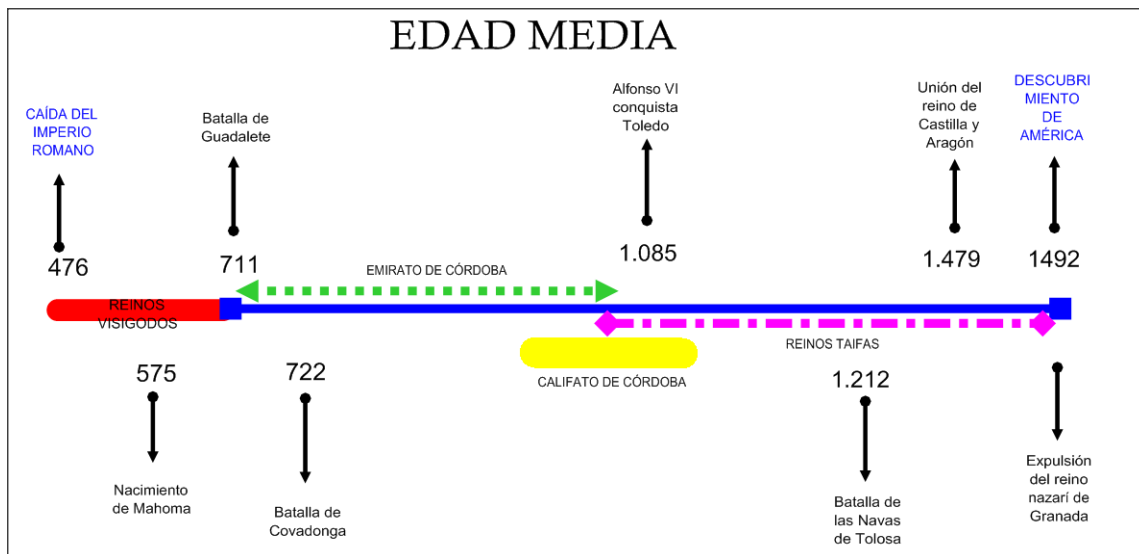 EDAD MEDIA
CAÍDA DEL
IMPERIO
ROMANO
Batalla de
Guadalete
Alfonso VI
conquista
Toledo
Unión del
reino de
Castilla y
Aragón
DESCUBRI
MIENTO
DE
AMÉRICA
476
711
1.085
1.479
1492
EMIRATO DE CÓRDOBA
REINOS
VISIGODOS
REINOS TAIFAS
CALIFATO DE CÓRDOBA
575
722
1.212
Nacimiento
de Mahoma
Batalla de
Covadonga
Batalla de
las Navas
de Tolosa
Expulsión
del reino
nazarí de
Granada